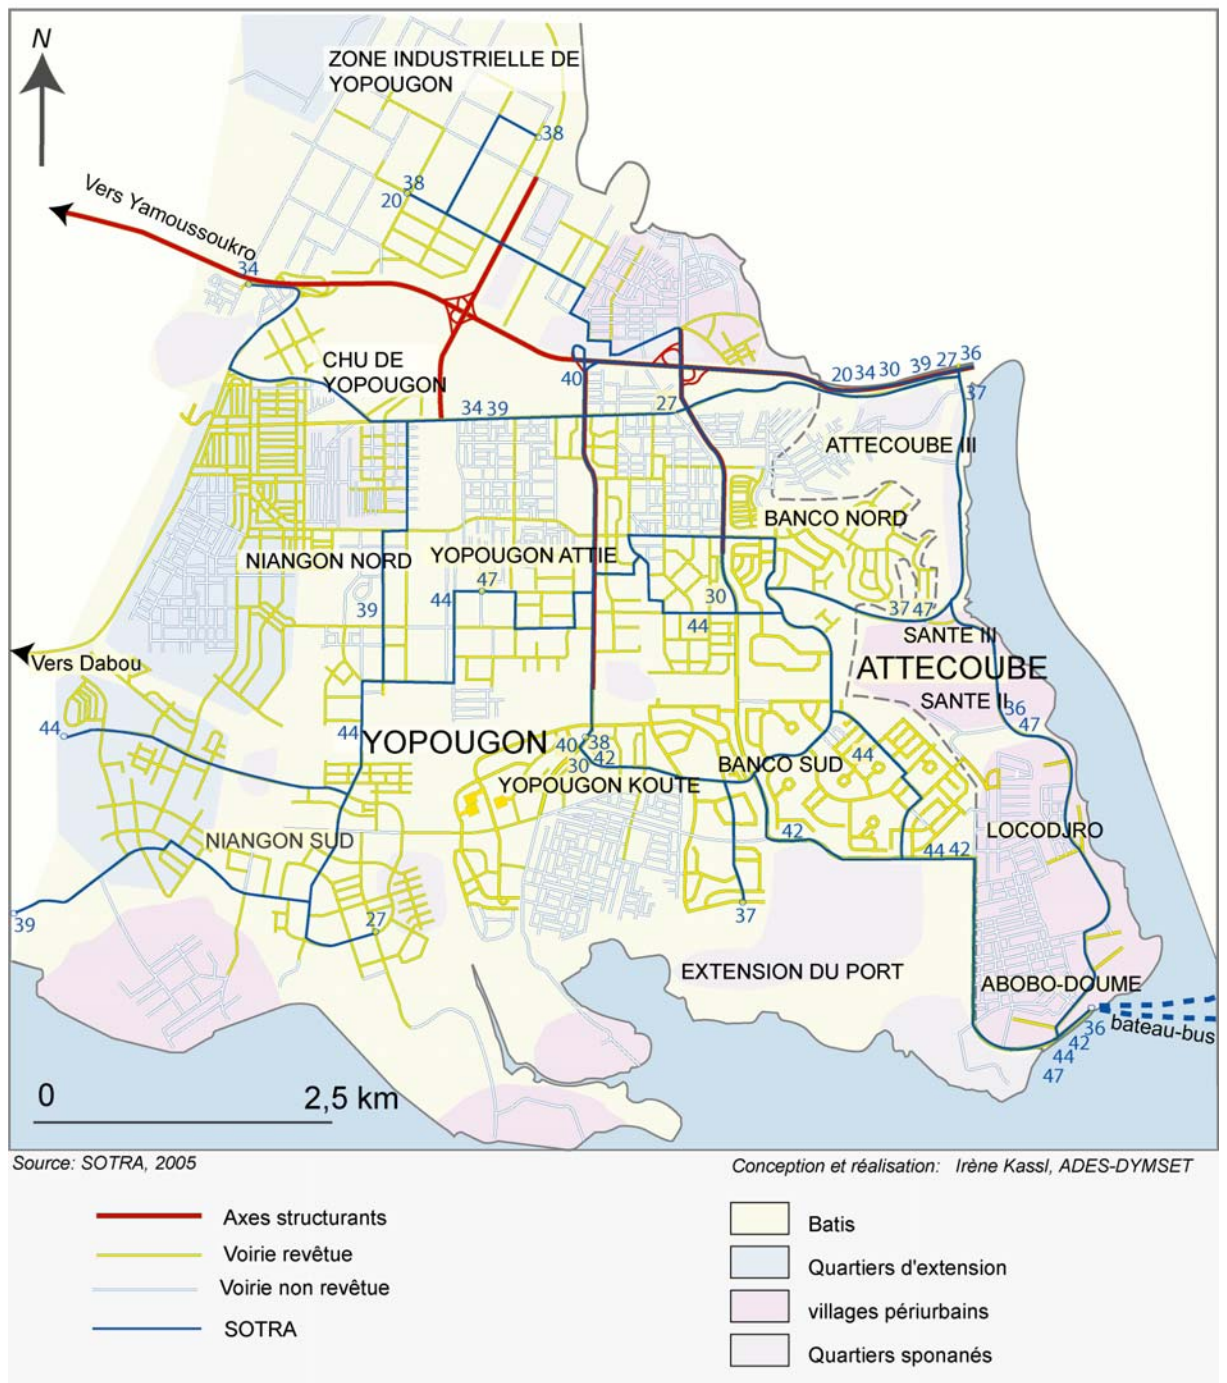 N
ZONE INDUSTRIELLE DE
YOPOUGON
38
38
20
Vers Yamoussoukro
34
CHU DE
YOPOUGON
40
20 34 30 39 27 36
37
34 39
27
ATTECOUBE III
BANCO NORD
NIANGON NORD
YOPOUGON ATTIE
47
44
39
30
37 47
44
SANTE III
Vers Dabou
ATTECOUBE
SANTE II
36
47
44
44
YOPOUGON
40 38
30 42
44
BANCO SUD
YOPOUGON KOUTE
NIANGON SUD
42
LOCODJRO
44 42
39
27
37
EXTENSION DU PORT
ABOBO-DOUME
36
bateau-bus
42
44
47
0
2,5 km
Source: SOTRA, 2005
Conception et réalisation: Irène Kassl, ADES-DYMSET
Axes structurants
Voirie revêtue
Voirie non revêtue
SOTRA
Batis
Quartiers d'extension
villages périurbains
Quartiers sponanés